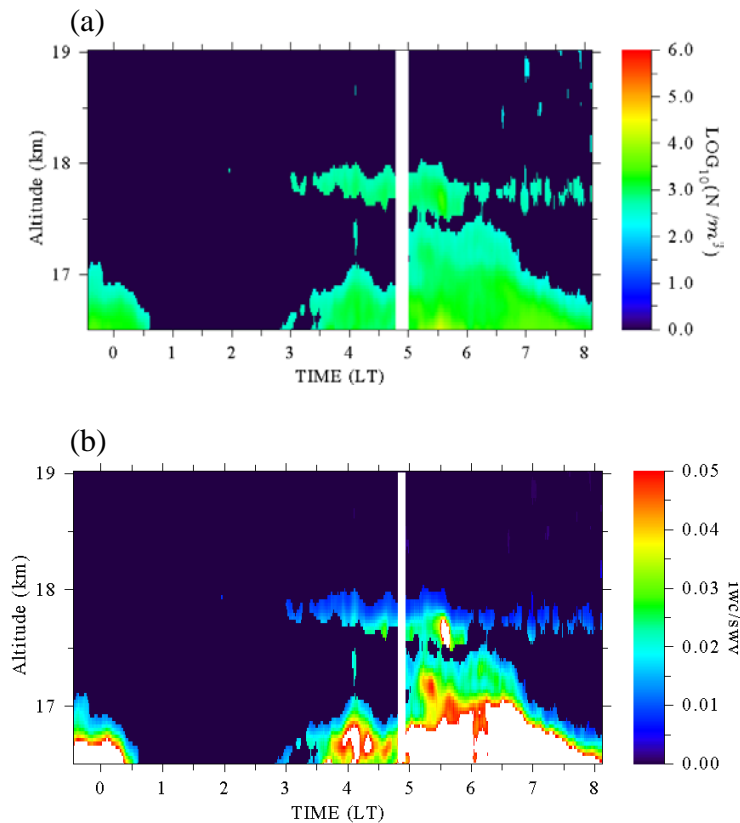 (a)
19
18
17
Altitude (km)
0 1 2 3 4 5 6 7 8
TIME (LT)
6.0
5.0
4.0
3.0
2.0
1.0
0.0
LOG₁₀(N /m³)
(b)
19
18
17
Altitude (km)
0 1 2 3 4 5 6 7 8
TIME (LT)
0.05
0.04
0.03
0.02
0.01
0.00
IWC/SWV